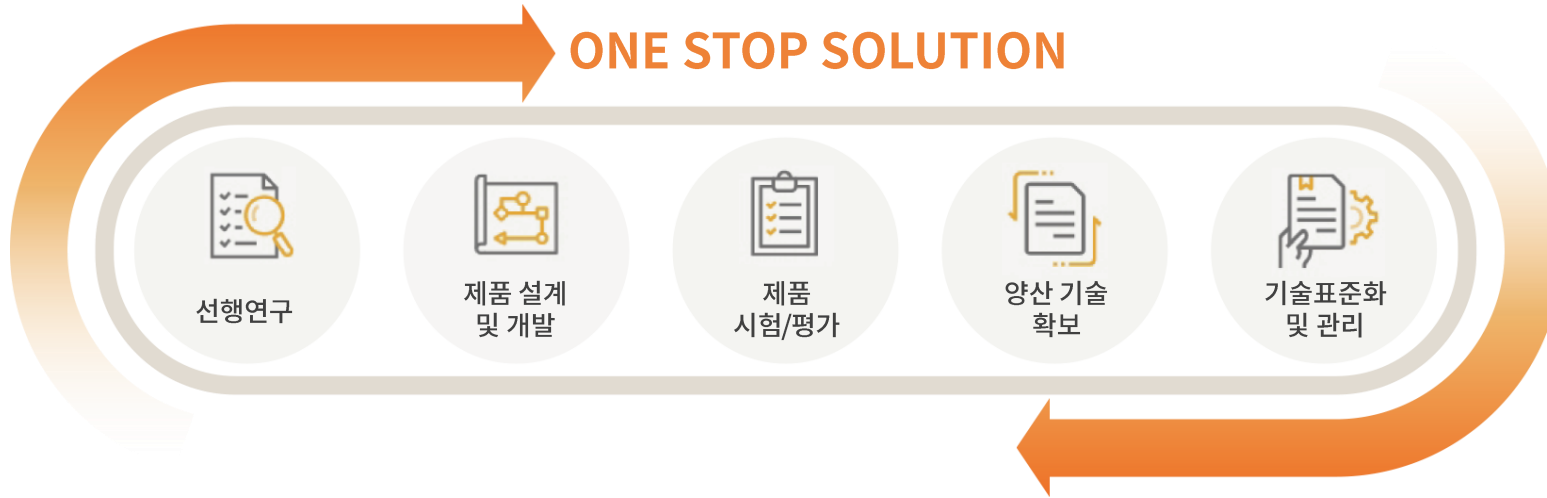 ONE STOP SOLUTION
선행연구
제품 설계
및 개발
제품
시험/평가
양산 기술
확보
기술표준화
및 관리